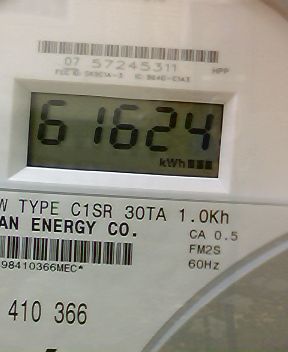 07 57245311
HPP
61624
kWh
W TYPE C1SR 30TA 1.0Kh
AN ENERGY CO.
CA 0.5
FM2S
60Hz
98410366MEC*
410 366